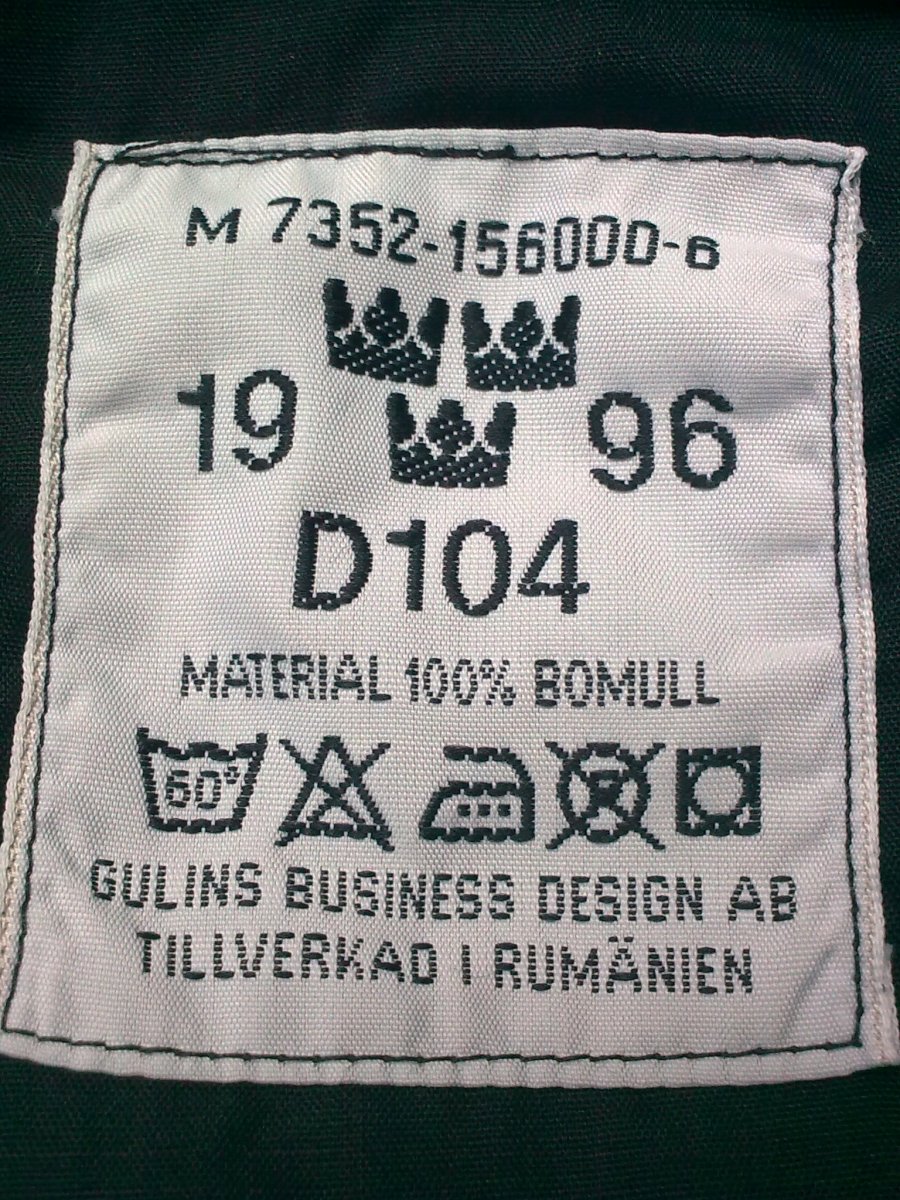 M 7352-156000-6
19 96
D104
MATERIAL 100% BOMULL
60°
GULINS BUSINESS DESIGN AB
TILLVERKAD I RUMÄNIEN